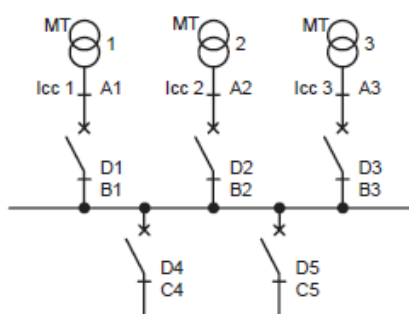 MT 1 MT 2 MT 3
Icc 1 A1 Icc 2 A2 Icc 3 A3
D1 D2 D3
B1 B2 B3
D4 D5
C4 C5